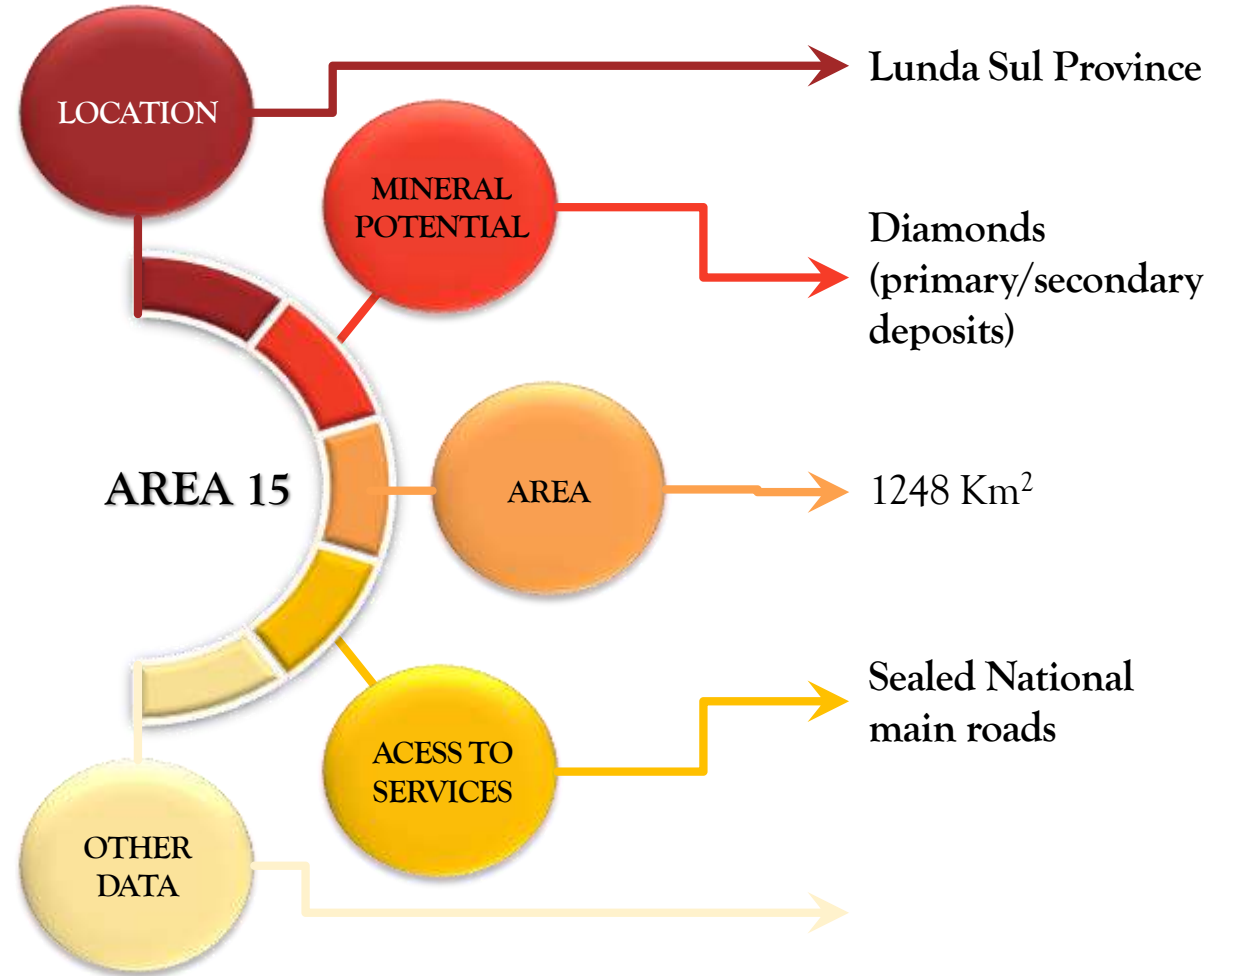 LOCATION
Lunda Sul Province
MINERAL
POTENTIAL
Diamonds
(primary/secondary
deposits)
AREA 15
AREA
1248 Km²
ACESS TO
SERVICES
Sealed National
main roads
OTHER
DATA